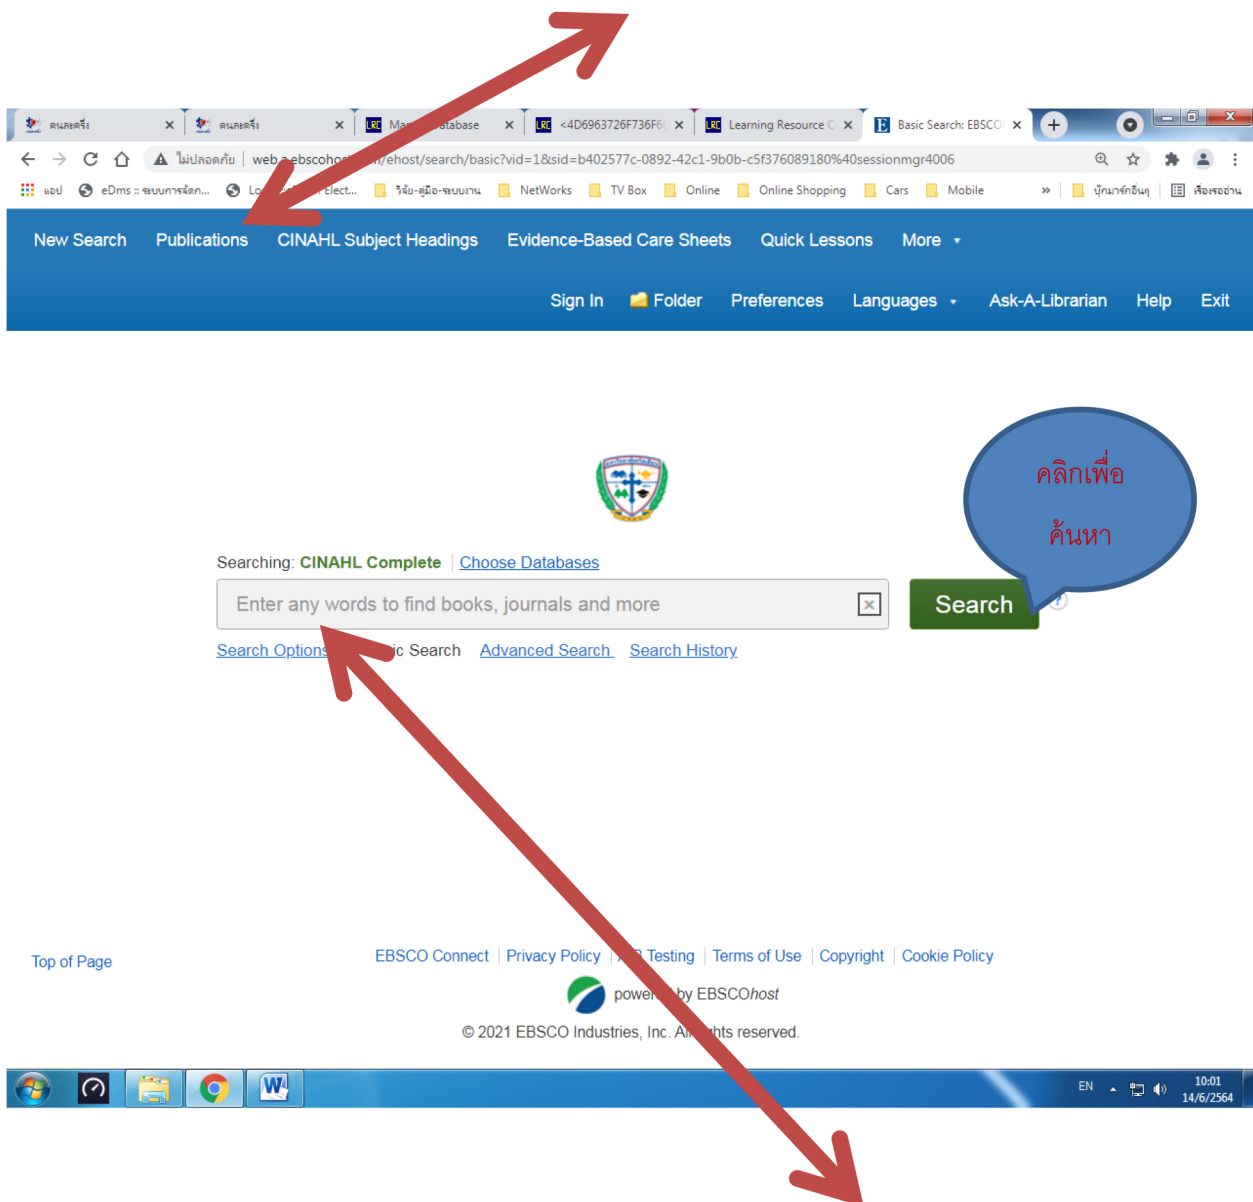 คนละครึ่ง
คนละครึ่ง
<4D6963726F736F6
Learning Resource C
Basic Search: EBSCO
ไม่ปลอดภัย
/ehost/search/basic?vid=1&sid=b402577c-0892-42c1-9b0b-c5f376089180%40sessionmgr4006
แอป eDms :: ระบบการจัดก... Elect... วิจัย-คู่มือ-ระบบงาน NetWorks TV Box Online Online Shopping Cars Mobile » บุ๊กมาร์กอื่นๆ เรื่องรออ่าน
New Search Publications CINAHL Subject Headings Evidence-Based Care Sheets Quick Lessons More
Sign In Folder Preferences Languages Ask-A-Librarian Help Exit
คลิกเพื่อ
ค้นหา
Searching: CINAHL Complete Choose Databases
Enter any words to find books, journals and more
Search
Search Options Search Advanced Search Search History
Top of Page
EBSCO Connect Privacy Policy Testing Terms of Use Copyright Cookie Policy
powered by EBSCOhost
© 2021 EBSCO Industries, Inc. All rights reserved.
EN 10:01
14/6/2564